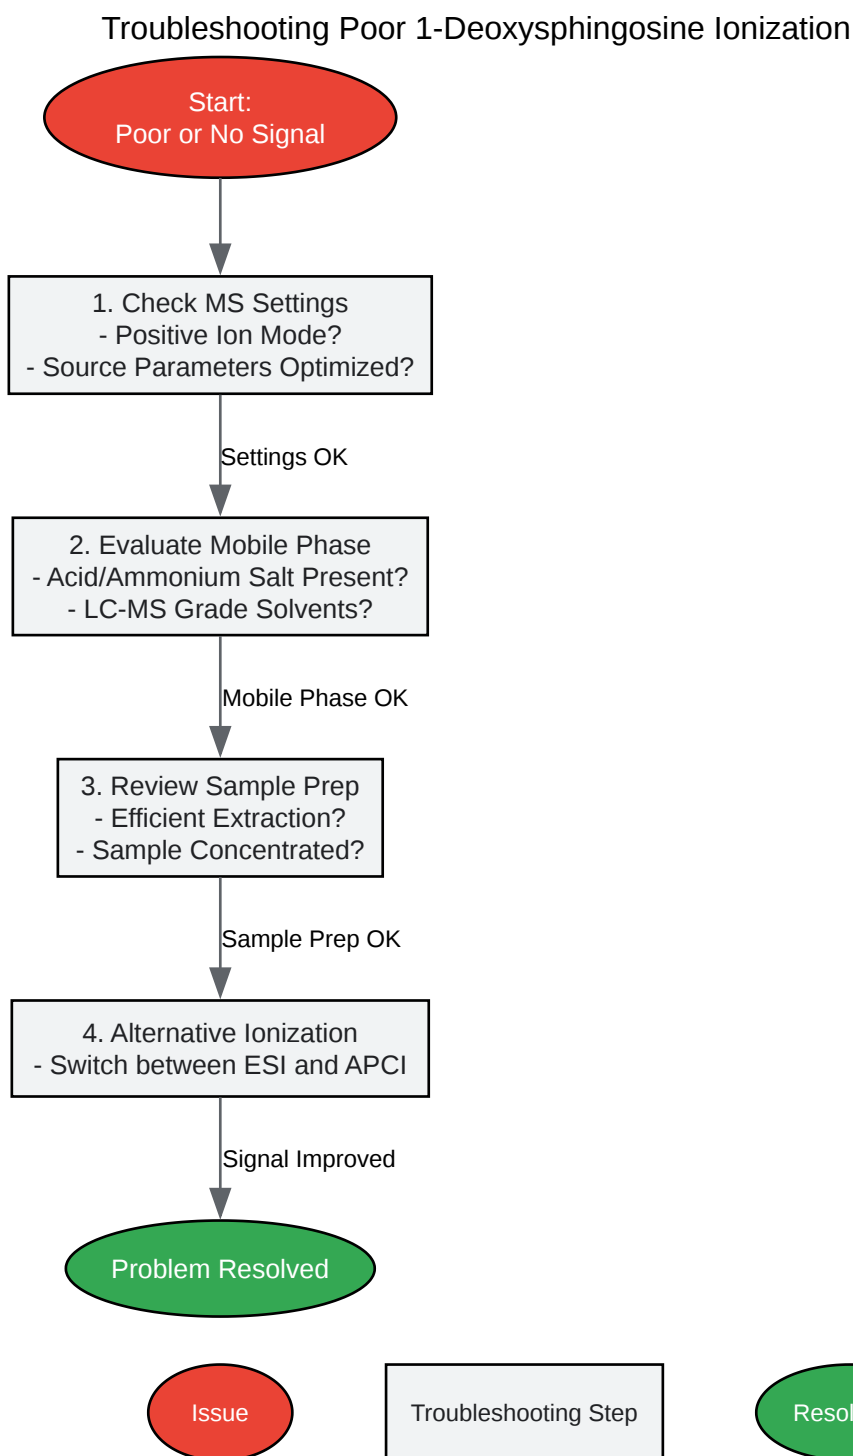 Troubleshooting Poor 1-Deoxysphingosine Ionization
Start:
Poor or No Signal
1. Check MS Settings
- Positive Ion Mode?
- Source Parameters Optimized?
Settings OK
2. Evaluate Mobile Phase
- Acid/Ammonium Salt Present?
- LC-MS Grade Solvents?
Mobile Phase OK
3. Review Sample Prep
- Efficient Extraction?
- Sample Concentrated?
Sample Prep OK
4. Alternative Ionization
- Switch between ESI and APCI
Signal Improved
Problem Resolved
Issue
Troubleshooting Step